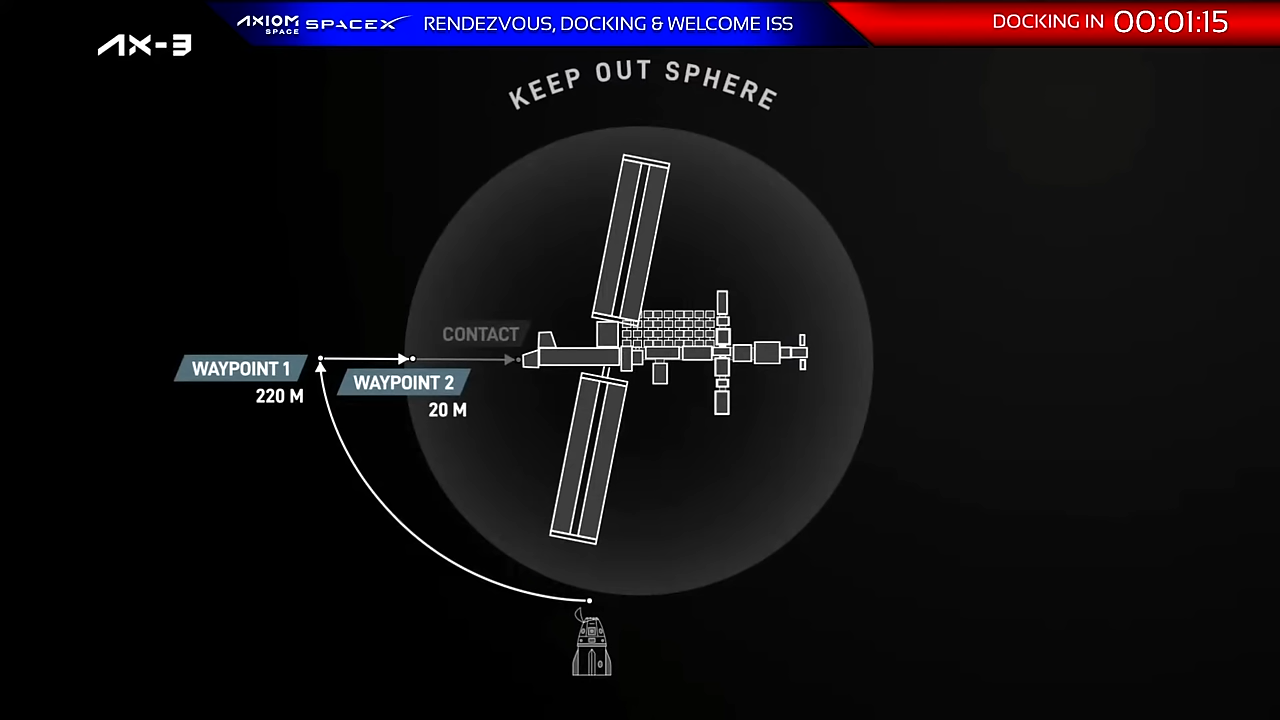 AX-3
AXIOM SPACE SPACEX RENDEZVOUS, DOCKING & WELCOME ISS DOCKING IN 00:01:15
KEEP OUT SPHERE
CONTACT
WAYPOINT 1
220 M
WAYPOINT 2
20 M